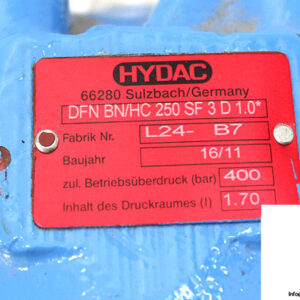 HYDAC
66280 Sulzbach/Germany
DFN BN/HC 250 SF 3 D 1.0*
Fabrik Nr. L24- B7
Baujahr 16/11
zul. Betriebsüberdruck (bar) 400
Inhalt des Druckraumes (l) 1.70